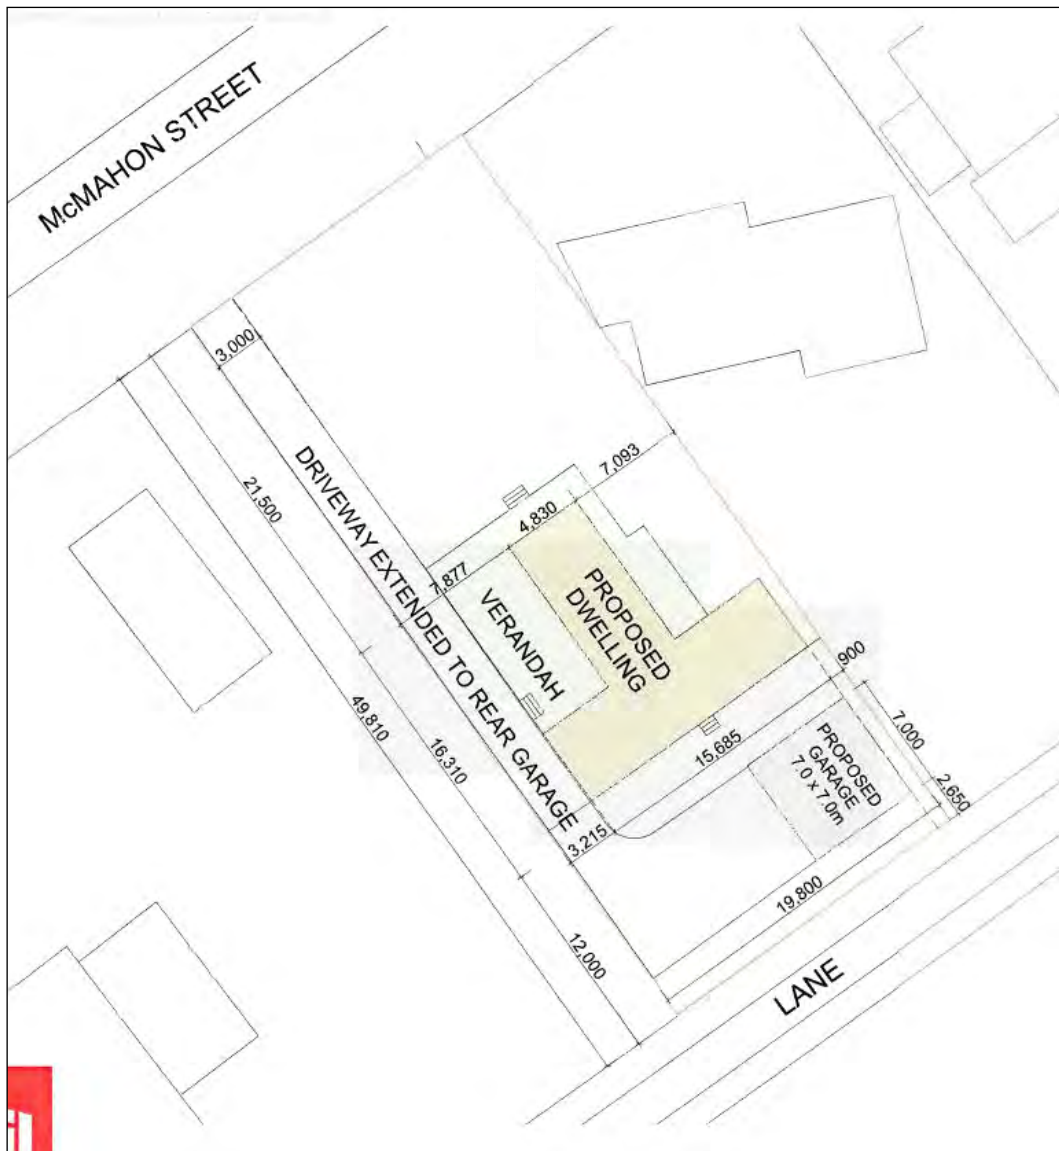 McMAHON STREET
3,000
DRIVEWAY EXTENDED TO REAR GARAGE
21,500
7,093
4,830
7,877
VERANDAH
PROPOSED
DWELLING
900
49,810
16,310
15,685
7,000
PROPOSED
GARAGE
7.0 x 7.0m
2,650
3,215
19,800
12,000
LANE